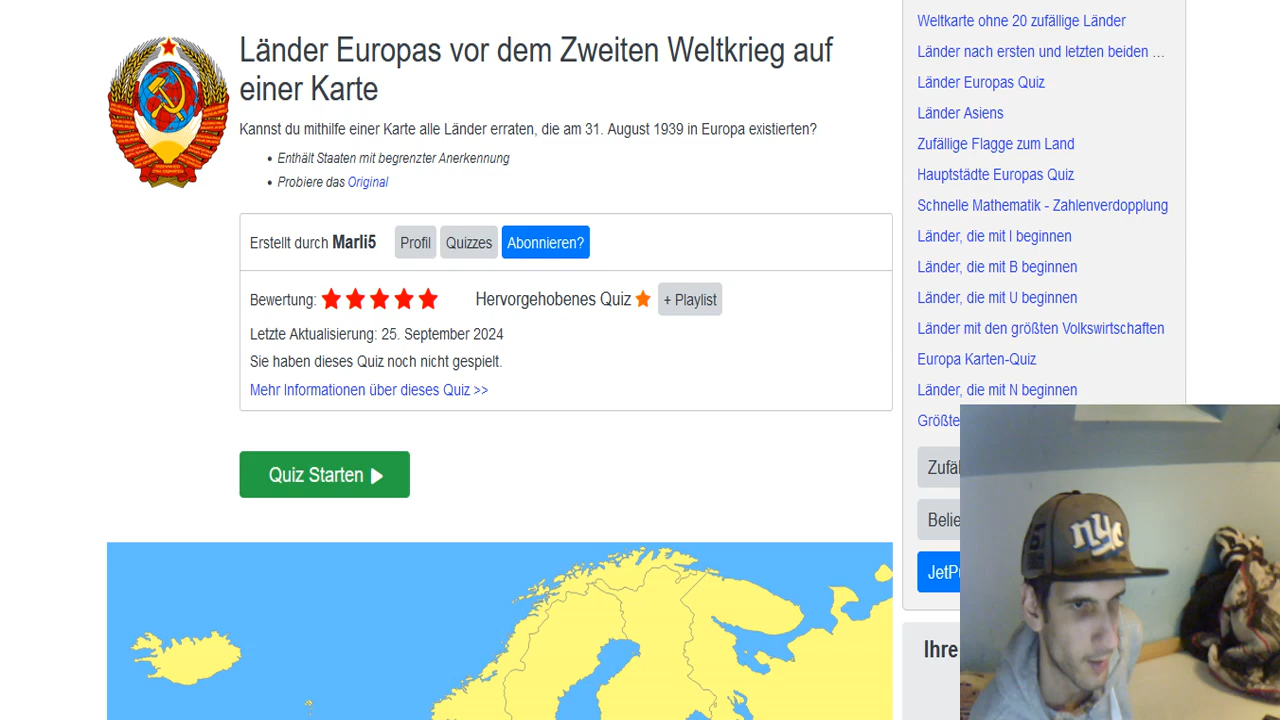 Länder Europas vor dem Zweiten Weltkrieg auf
einer Karte
Kannst du mithilfe einer Karte alle Länder erraten, die am 31. August 1939 in Europa existierten?
• Enthält Staaten mit begrenzter Anerkennung
• Probiere das Original
Erstellt durch Marli5 Profil Quizzes Abonnieren?
Bewertung: Hervorgehobenes Quiz + Playlist
Letzte Aktualisierung: 25. September 2024
Sie haben dieses Quiz noch nicht gespielt.
Mehr Informationen über dieses Quiz >>
Quiz Starten
Weltkarte ohne 20 zufällige Länder
Länder nach ersten und letzten beiden ...
Länder Europas Quiz
Länder Asiens
Zufällige Flagge zum Land
Hauptstädte Europas Quiz
Schnelle Mathematik - Zahlenverdopplung
Länder, die mit I beginnen
Länder, die mit B beginnen
Länder, die mit U beginnen
Länder mit den größten Volkswirtschaften
Europa Karten-Quiz
Länder, die mit N beginnen
Größte
Zufäl
Belie
JetPu
Ihre
nyc